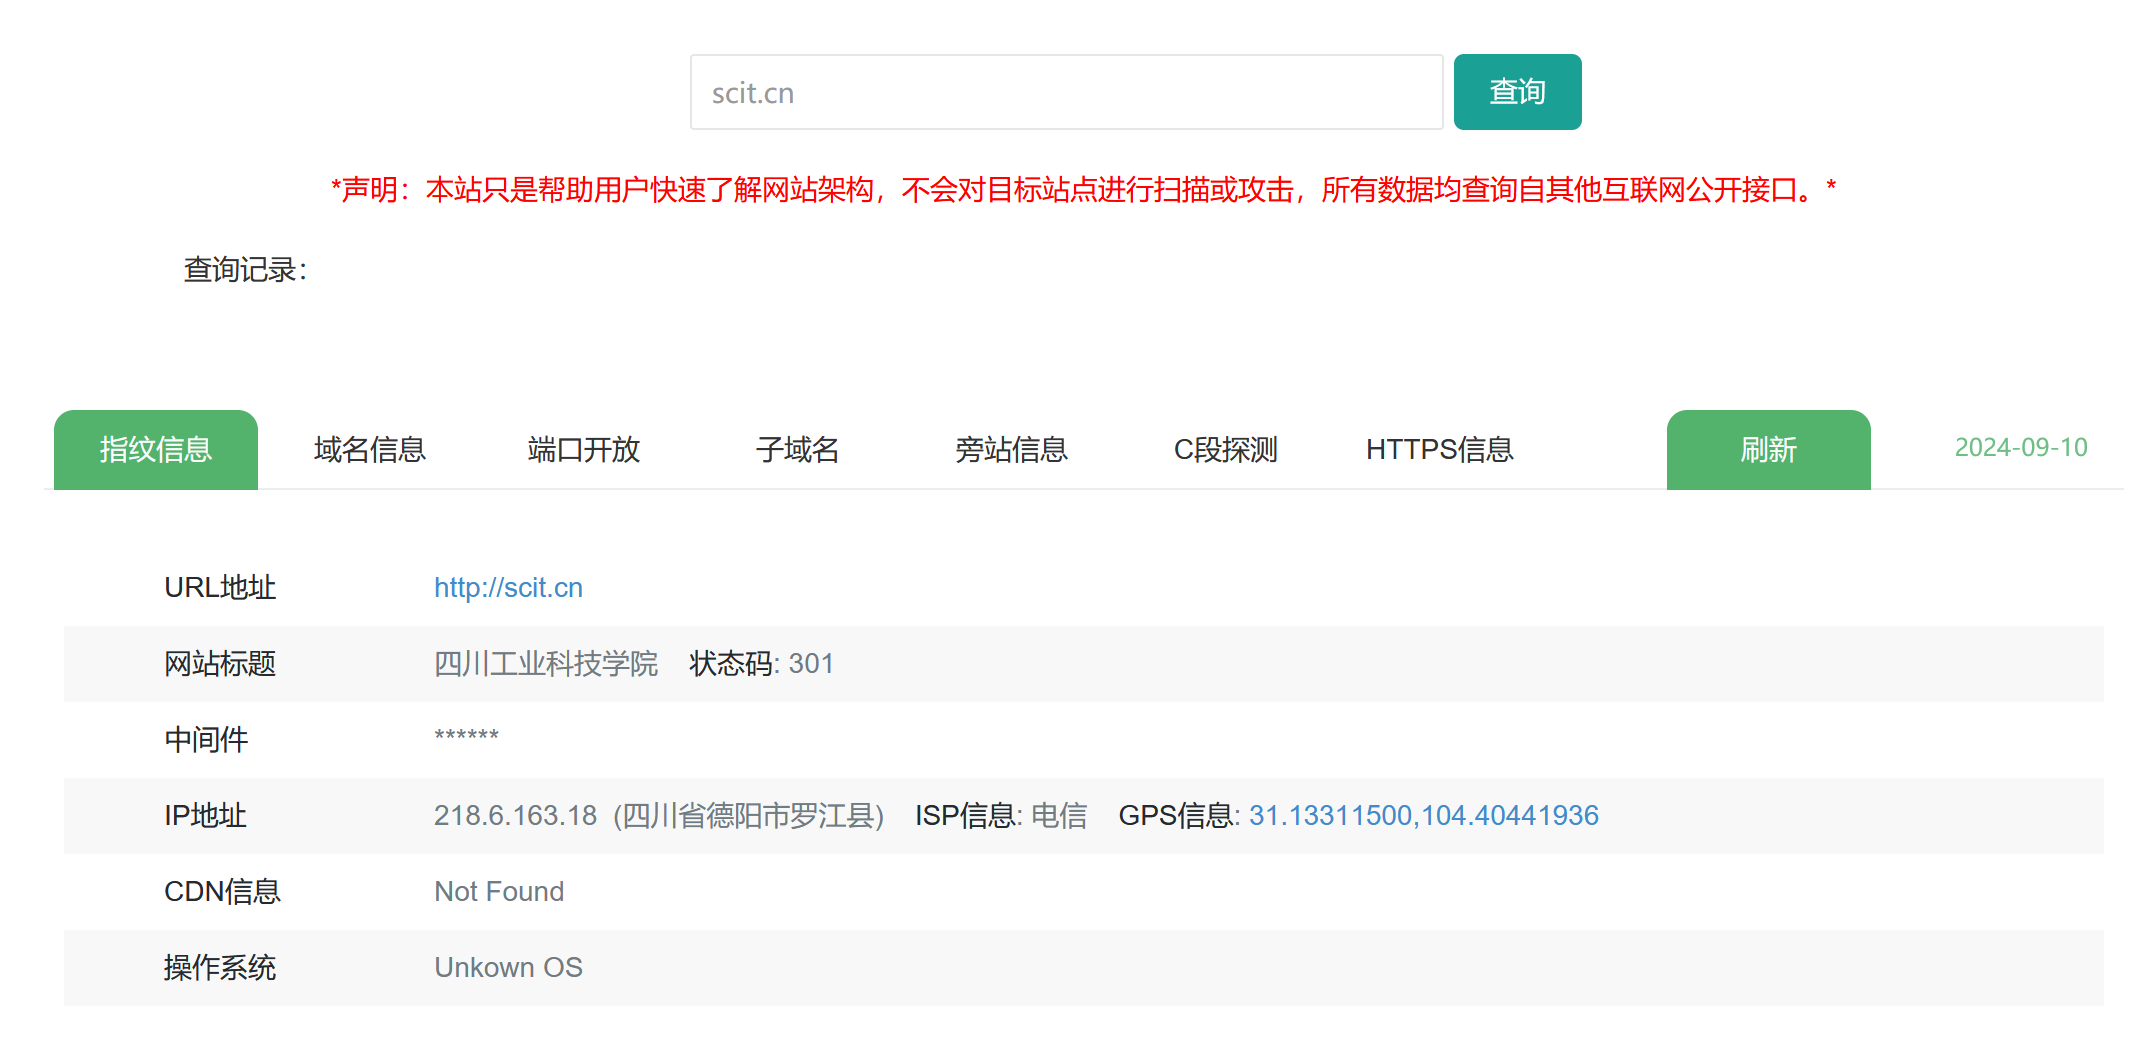 scit.cn 查询
*声明：本站只是帮助用户快速了解网站架构，不会对目标站点进行扫描或攻击，所有数据均查询自其他互联网公开接口。*
查询记录：
指纹信息 域名信息 端口开放 子域名 旁站信息 C段探测 HTTPS信息 刷新 2024-09-10
URL地址 http://scit.cn
网站标题 四川工业科技学院 状态码: 301
中间件 ******
IP地址 218.6.163.18 (四川省德阳市罗江县) ISP信息: 电信 GPS信息: 31.13311500,104.40441936
CDN信息 Not Found
操作系统 Unkown OS